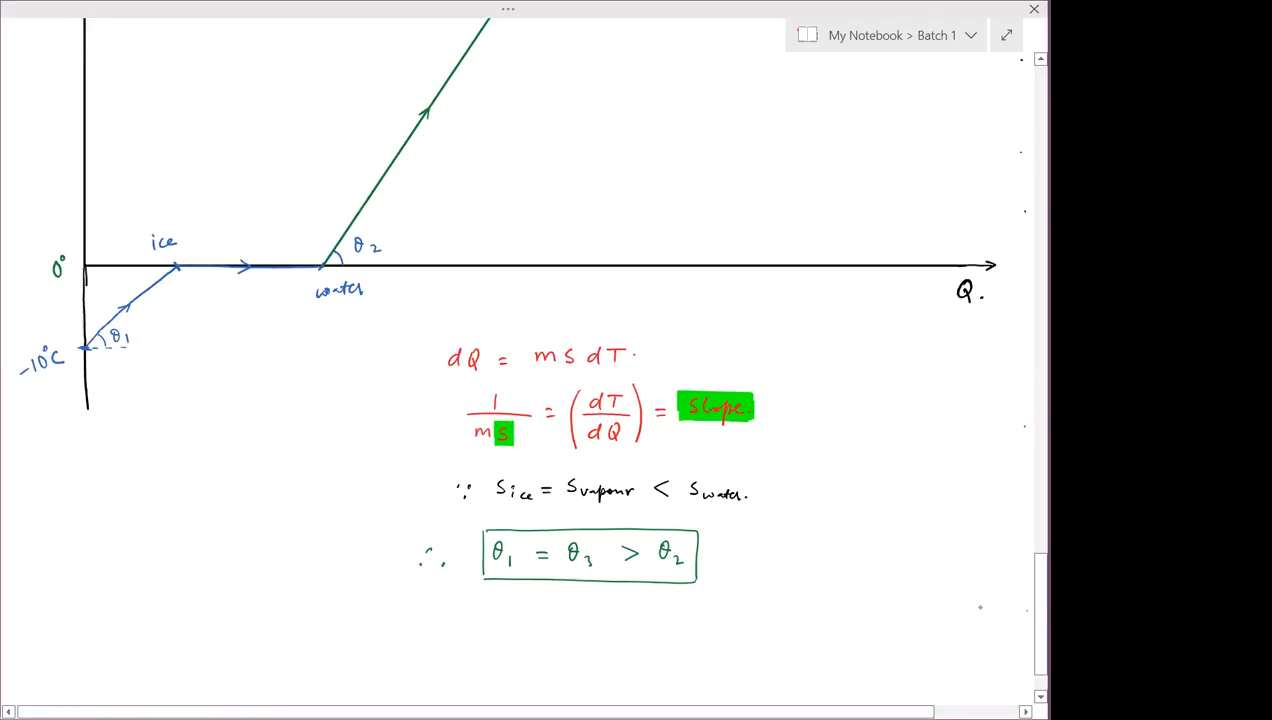 My Notebook > Batch 1
ice
θ2
0°
water
Q.
θ1
-10°C
dQ = msdT.
1/ms = (dT/dQ) = slope.
∵ Sice = Svapour < Swater.
∴ θ1 = θ3 > θ2